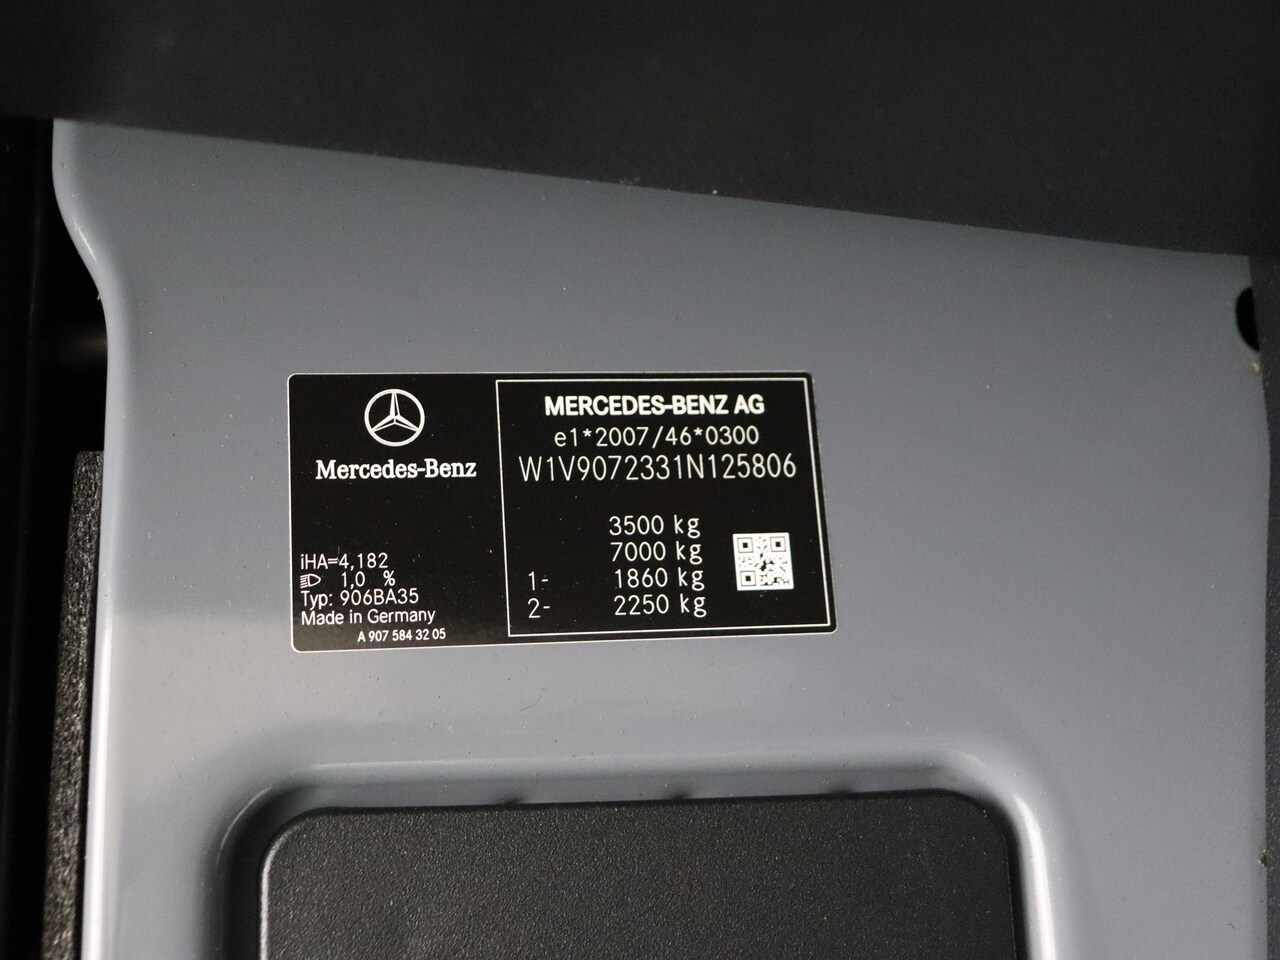 Mercedes-Benz
iHA=4,182
1,0 %
Typ: 906BA35
Made in Germany
A 907 584 32 05
MERCEDES-BENZ AG
e1*2007/46*0300
W1V9072331N125806
3500 kg
7000 kg
1- 1860 kg
2- 2250 kg